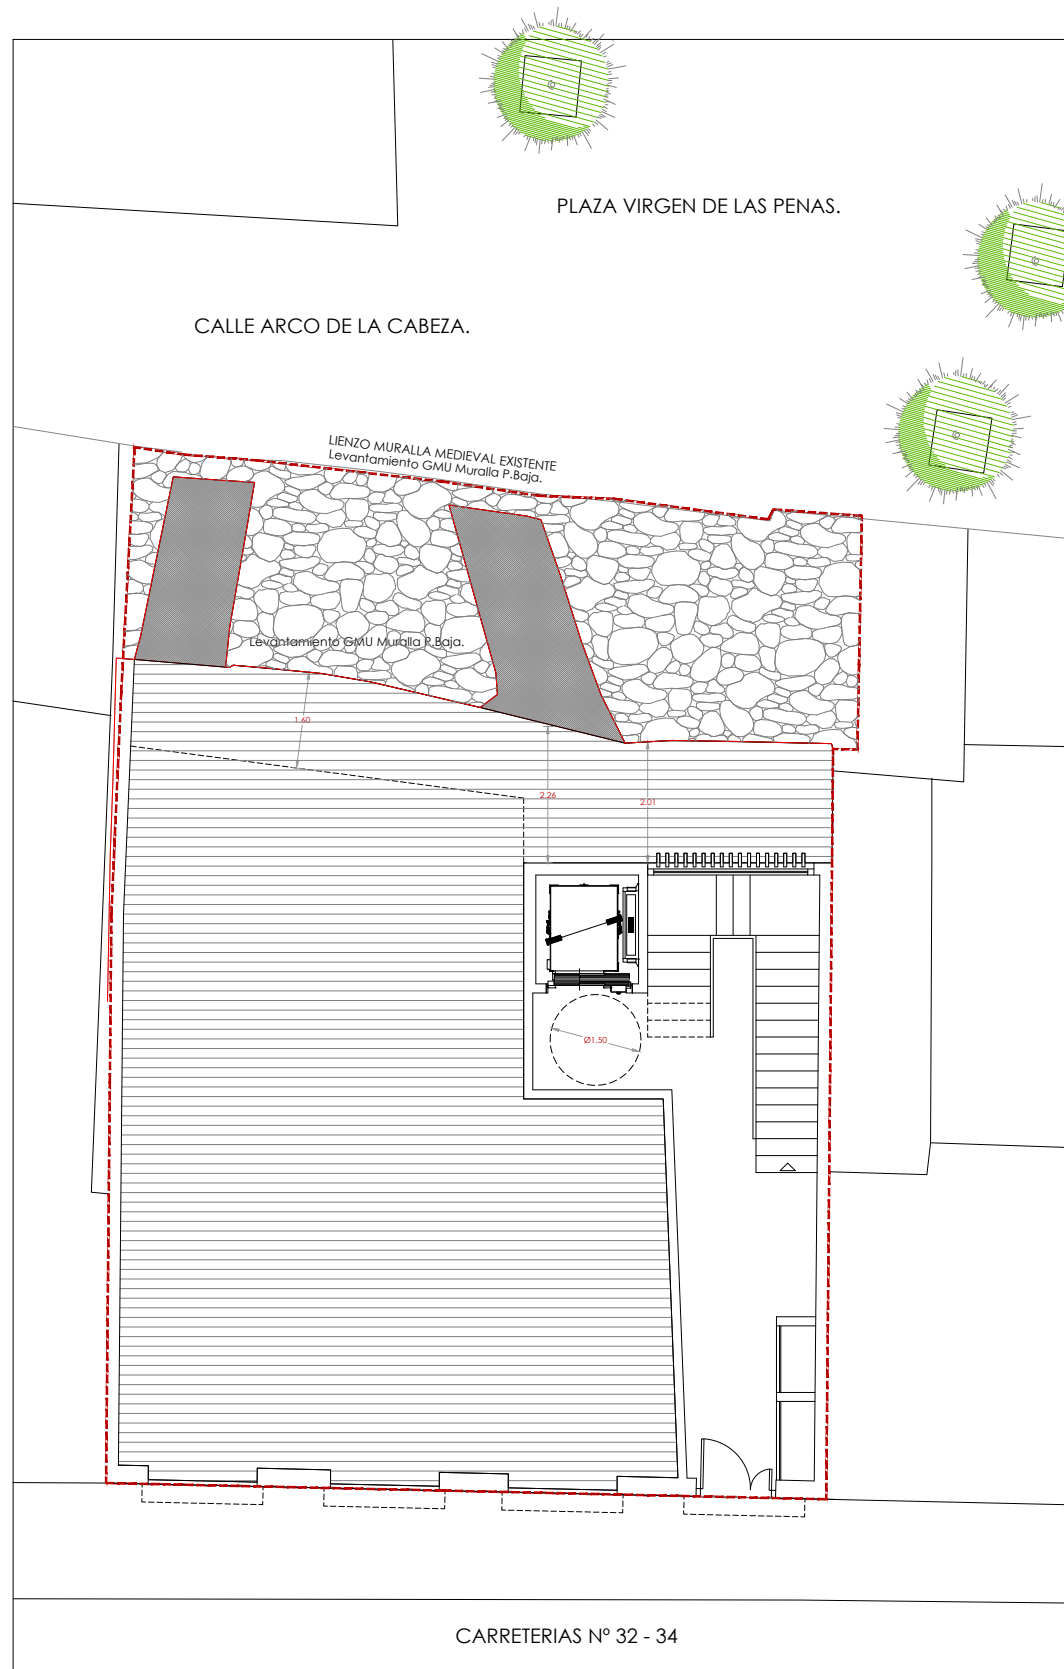 PLAZA VIRGEN DE LAS PENAS.
CALLE ARCO DE LA CABEZA.
LIENZO MURALLA MEDIEVAL EXISTENTE
Levantamiento GMU Muralla P.Baja.
Levantamiento GMU Muralla P.Baja.
1.60
2.26
2.01
Ø1.50
CARRETERIAS Nº 32 - 34